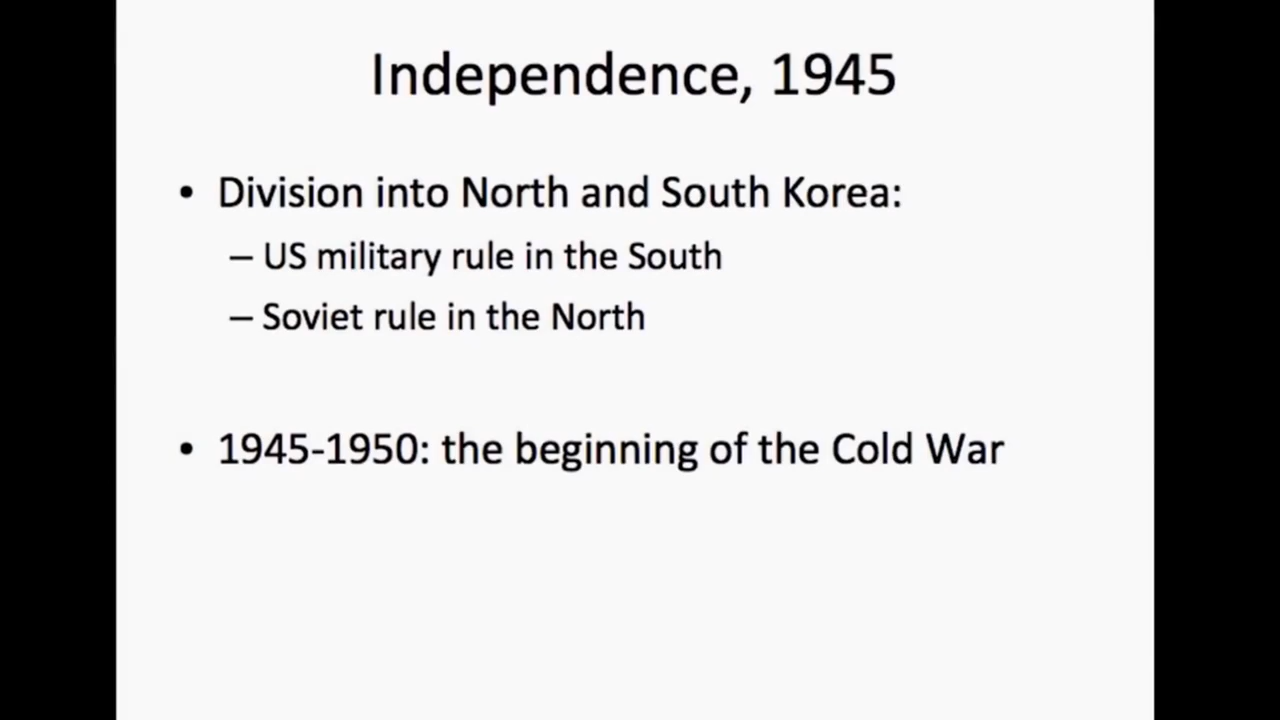 Independence, 1945
• Division into North and South Korea:
– US military rule in the South
– Soviet rule in the North
• 1945-1950: the beginning of the Cold War